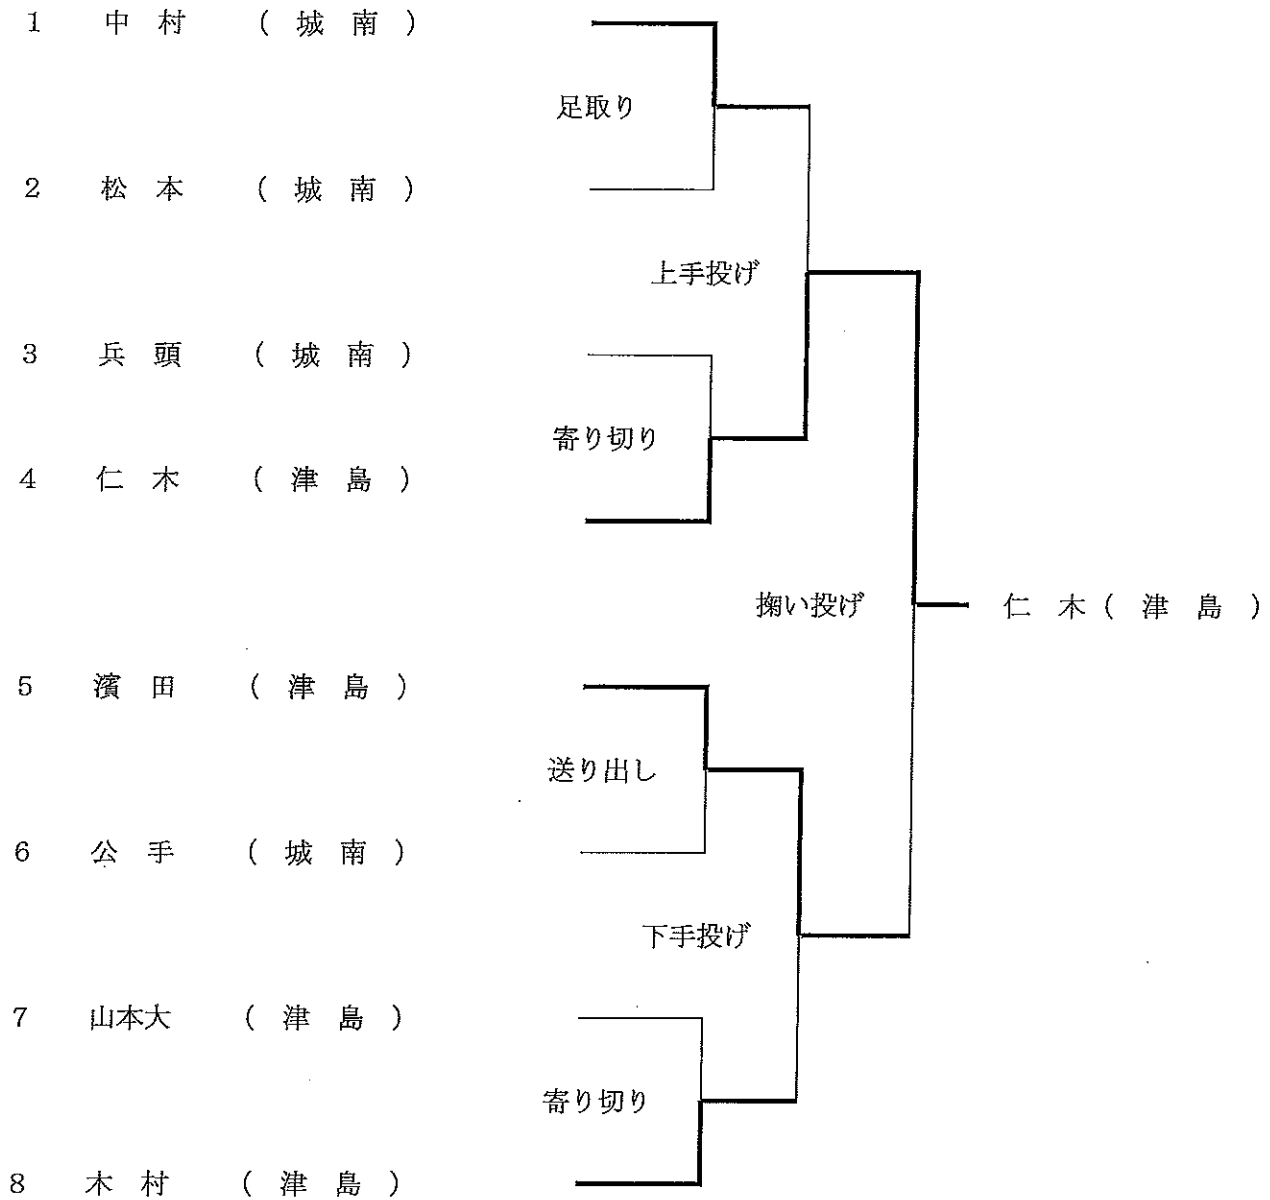 1 中 村 ( 城 南 )
足取り
2 松 本 ( 城 南 )
上手投げ
3 兵 頭 ( 城 南 )
寄り切り
4 仁 木 ( 津 島 )
掬い投げ 仁 木 ( 津 島 )
5 濱 田 ( 津 島 )
送り出し
6 公 手 ( 城 南 )
下手投げ
7 山本大 ( 津 島 )
寄り切り
8 木 村 ( 津 島 )